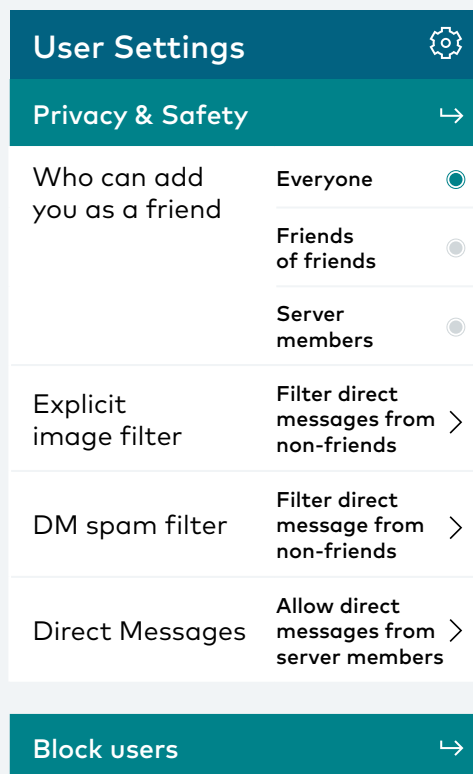 User Settings
Privacy & Safety
Who can add
you as a friend
Everyone
Friends
of friends
Server
members
Explicit
image filter
Filter direct
messages from
non-friends
DM spam filter
Filter direct
message from
non-friends
Direct Messages
Allow direct
messages from
server members
Block users